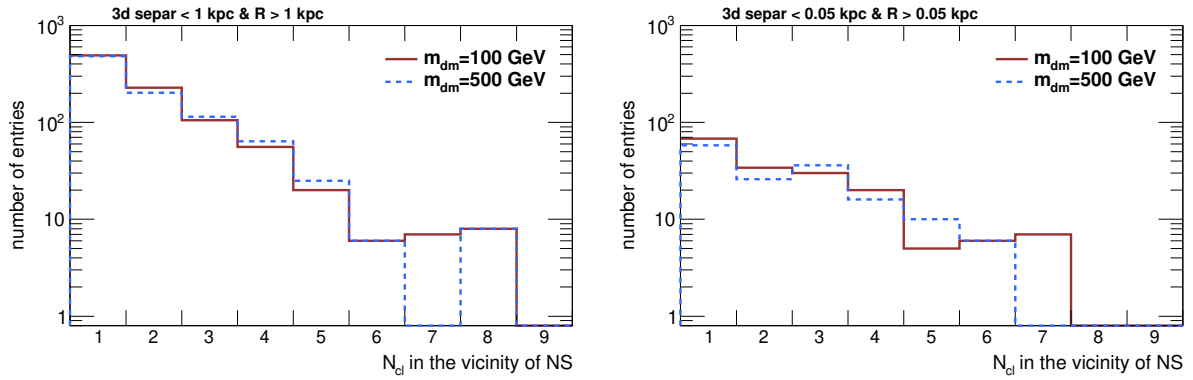 3d separ < 1 kpc & R > 1 kpc
number of entries
10³
10²
10
1
m_dm=100 GeV
m_dm=500 GeV
1 2 3 4 5 6 7 8 9
N_cl in the vicinity of NS
3d separ < 0.05 kpc & R > 0.05 kpc
number of entries
10³
10²
10
1
m_dm=100 GeV
m_dm=500 GeV
1 2 3 4 5 6 7 8 9
N_cl in the vicinity of NS